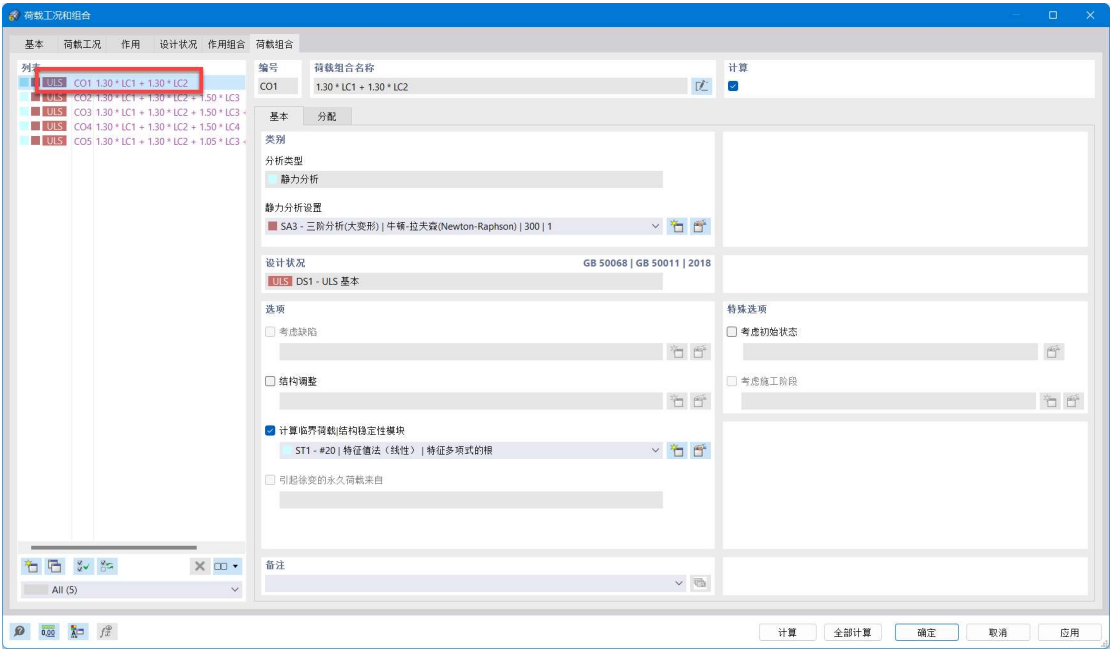 荷载工况和组合
基本 荷载工况 作用 设计状况 作用组合 荷载组合
列表
ULS CO1 1.30 * LC1 + 1.30 * LC2
ULS CO2 1.30 * LC1 + 1.30 * LC2 + 1.50 * LC3
ULS CO3 1.30 * LC1 + 1.30 * LC2 + 1.50 * LC3 +
ULS CO4 1.30 * LC1 + 1.30 * LC2 + 1.50 * LC4
ULS CO5 1.30 * LC1 + 1.30 * LC2 + 1.05 * LC3 +
All (5)
编号 荷载组合名称 计算
CO1 1.30 * LC1 + 1.30 * LC2
基本 分配
类别
分析类型
静力分析
静力分析设置
SA3 - 三阶分析(大变形) | 牛顿-拉夫森(Newton-Raphson) | 300 | 1
设计状况 GB 50068 | GB 50011 | 2018
ULS DS1 - ULS 基本
选项
考虑缺陷
结构调整
计算临界荷载|结构稳定性模块
ST1 - #20 | 特征值法（线性） | 特征多项式的根
引起徐变的永久荷载来自
特殊选项
考虑初始状态
考虑施工阶段
备注
0,00
计算 全部计算 确定 取消 应用